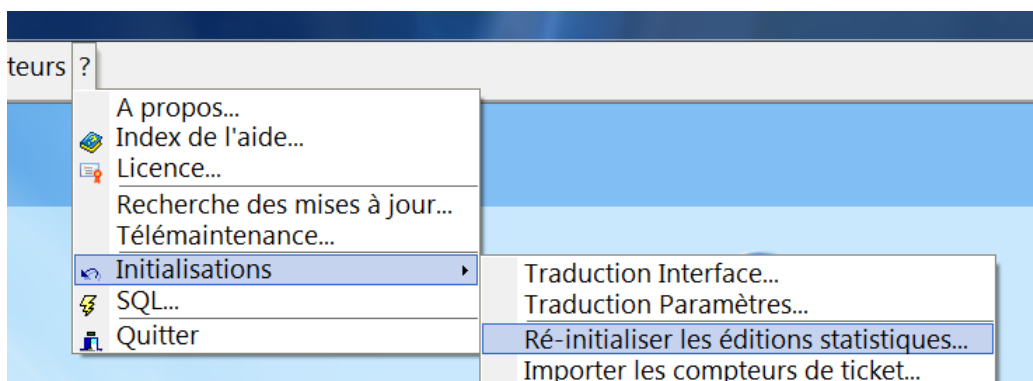 teurs ?
A propos...
Index de l'aide...
Licence...
Recherche des mises à jour...
Télémaintenance...
Initialisations
SQL...
Quitter
Traduction Interface...
Traduction Paramètres...
Ré-initialiser les éditions statistiques...
Importer les compteurs de ticket...